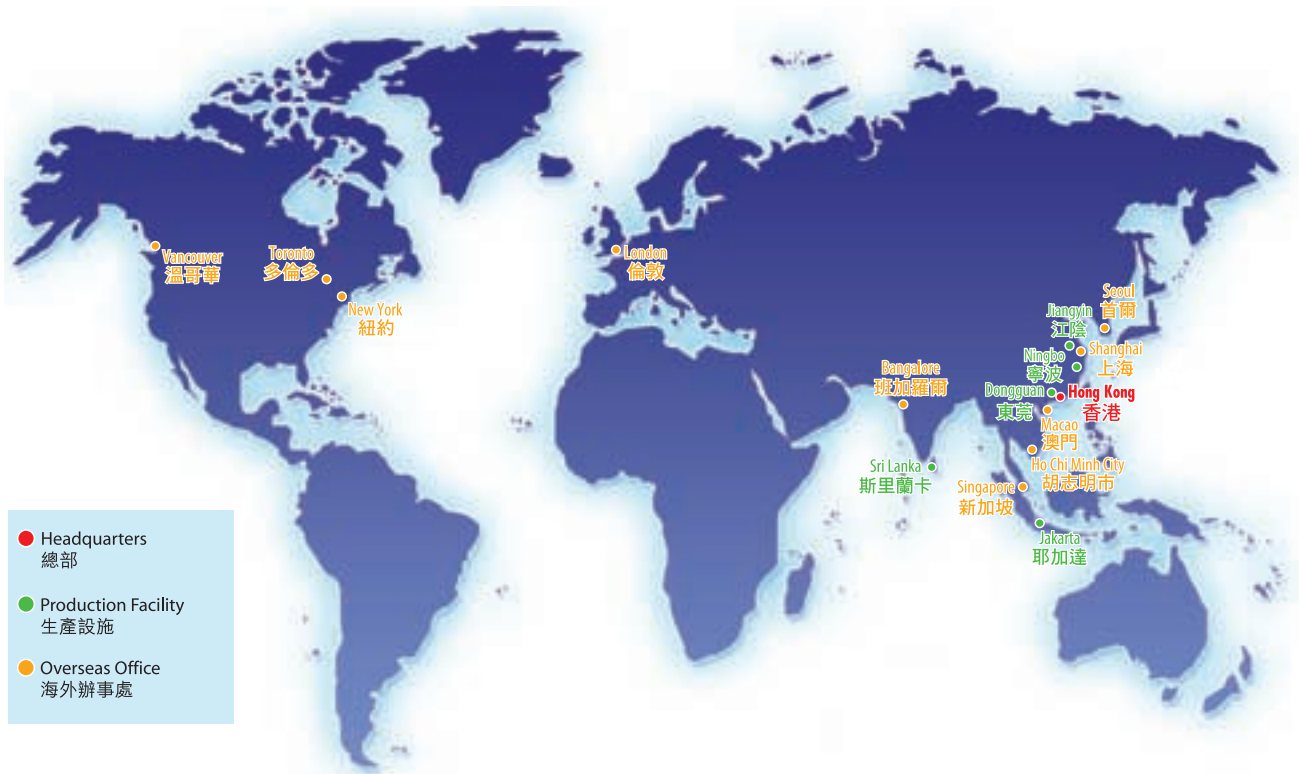 Vancouver
溫哥華
Toronto
多倫多
New York
紐約
London
倫敦
Seoul
首爾
Jiangyin
江陰
Shanghai
上海
Ningbo
寧波
Bangalore
班加羅爾
Dongguan
東莞
Hong Kong
香港
Macao
澳門
Sri Lanka
斯里蘭卡
Ho Chi Minh City
胡志明市
Singapore
新加坡
Jakarta
耶加達
Headquarters
總部
Production Facility
生產設施
Overseas Office
海外辦事處